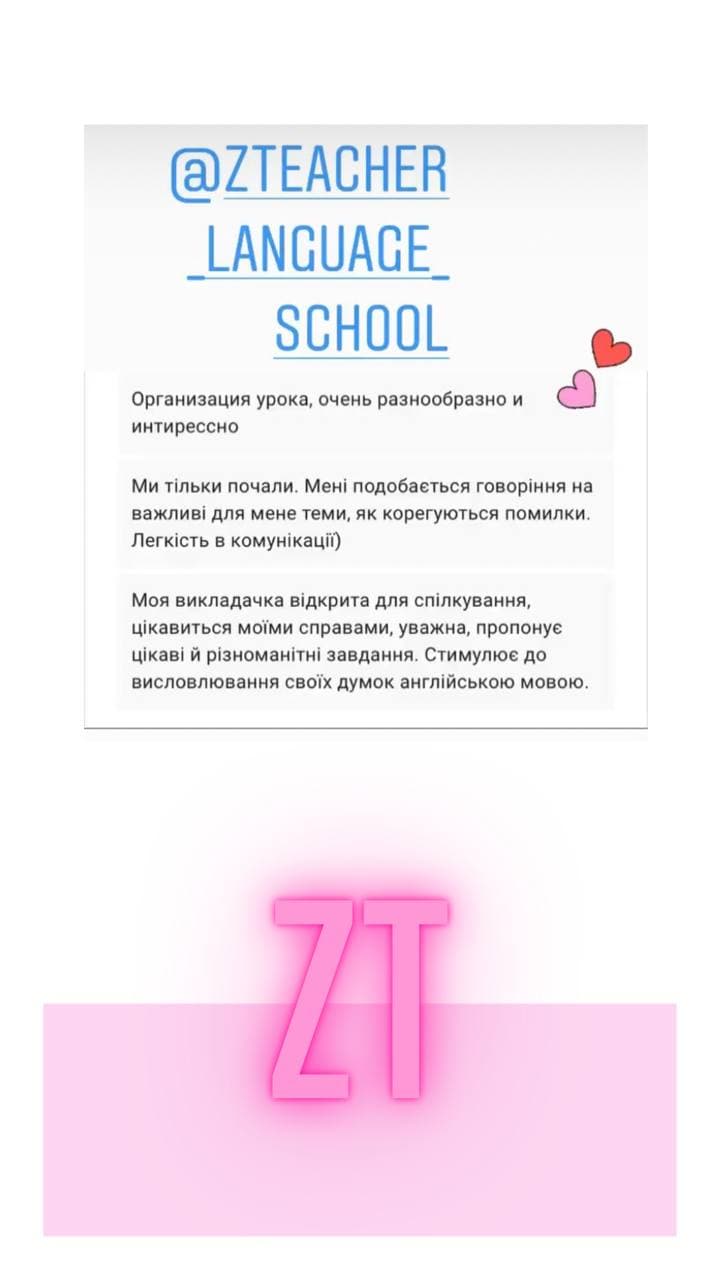 @ZTEACHER
_LANGUAGE_
SCHOOL
Организация урока, очень разнообразно и
интирессно
Ми тільки почали. Мені подобається говоріння на
важливі для мене теми, як корегуються помилки.
Легкість в комунікації)
Моя викладачка відкрита для спілкування,
цікавиться моїми справами, уважна, пропонує
цікаві й різноманітні завдання. Стимулює до
висловлювання своїх думок англійською мовою.
ZT